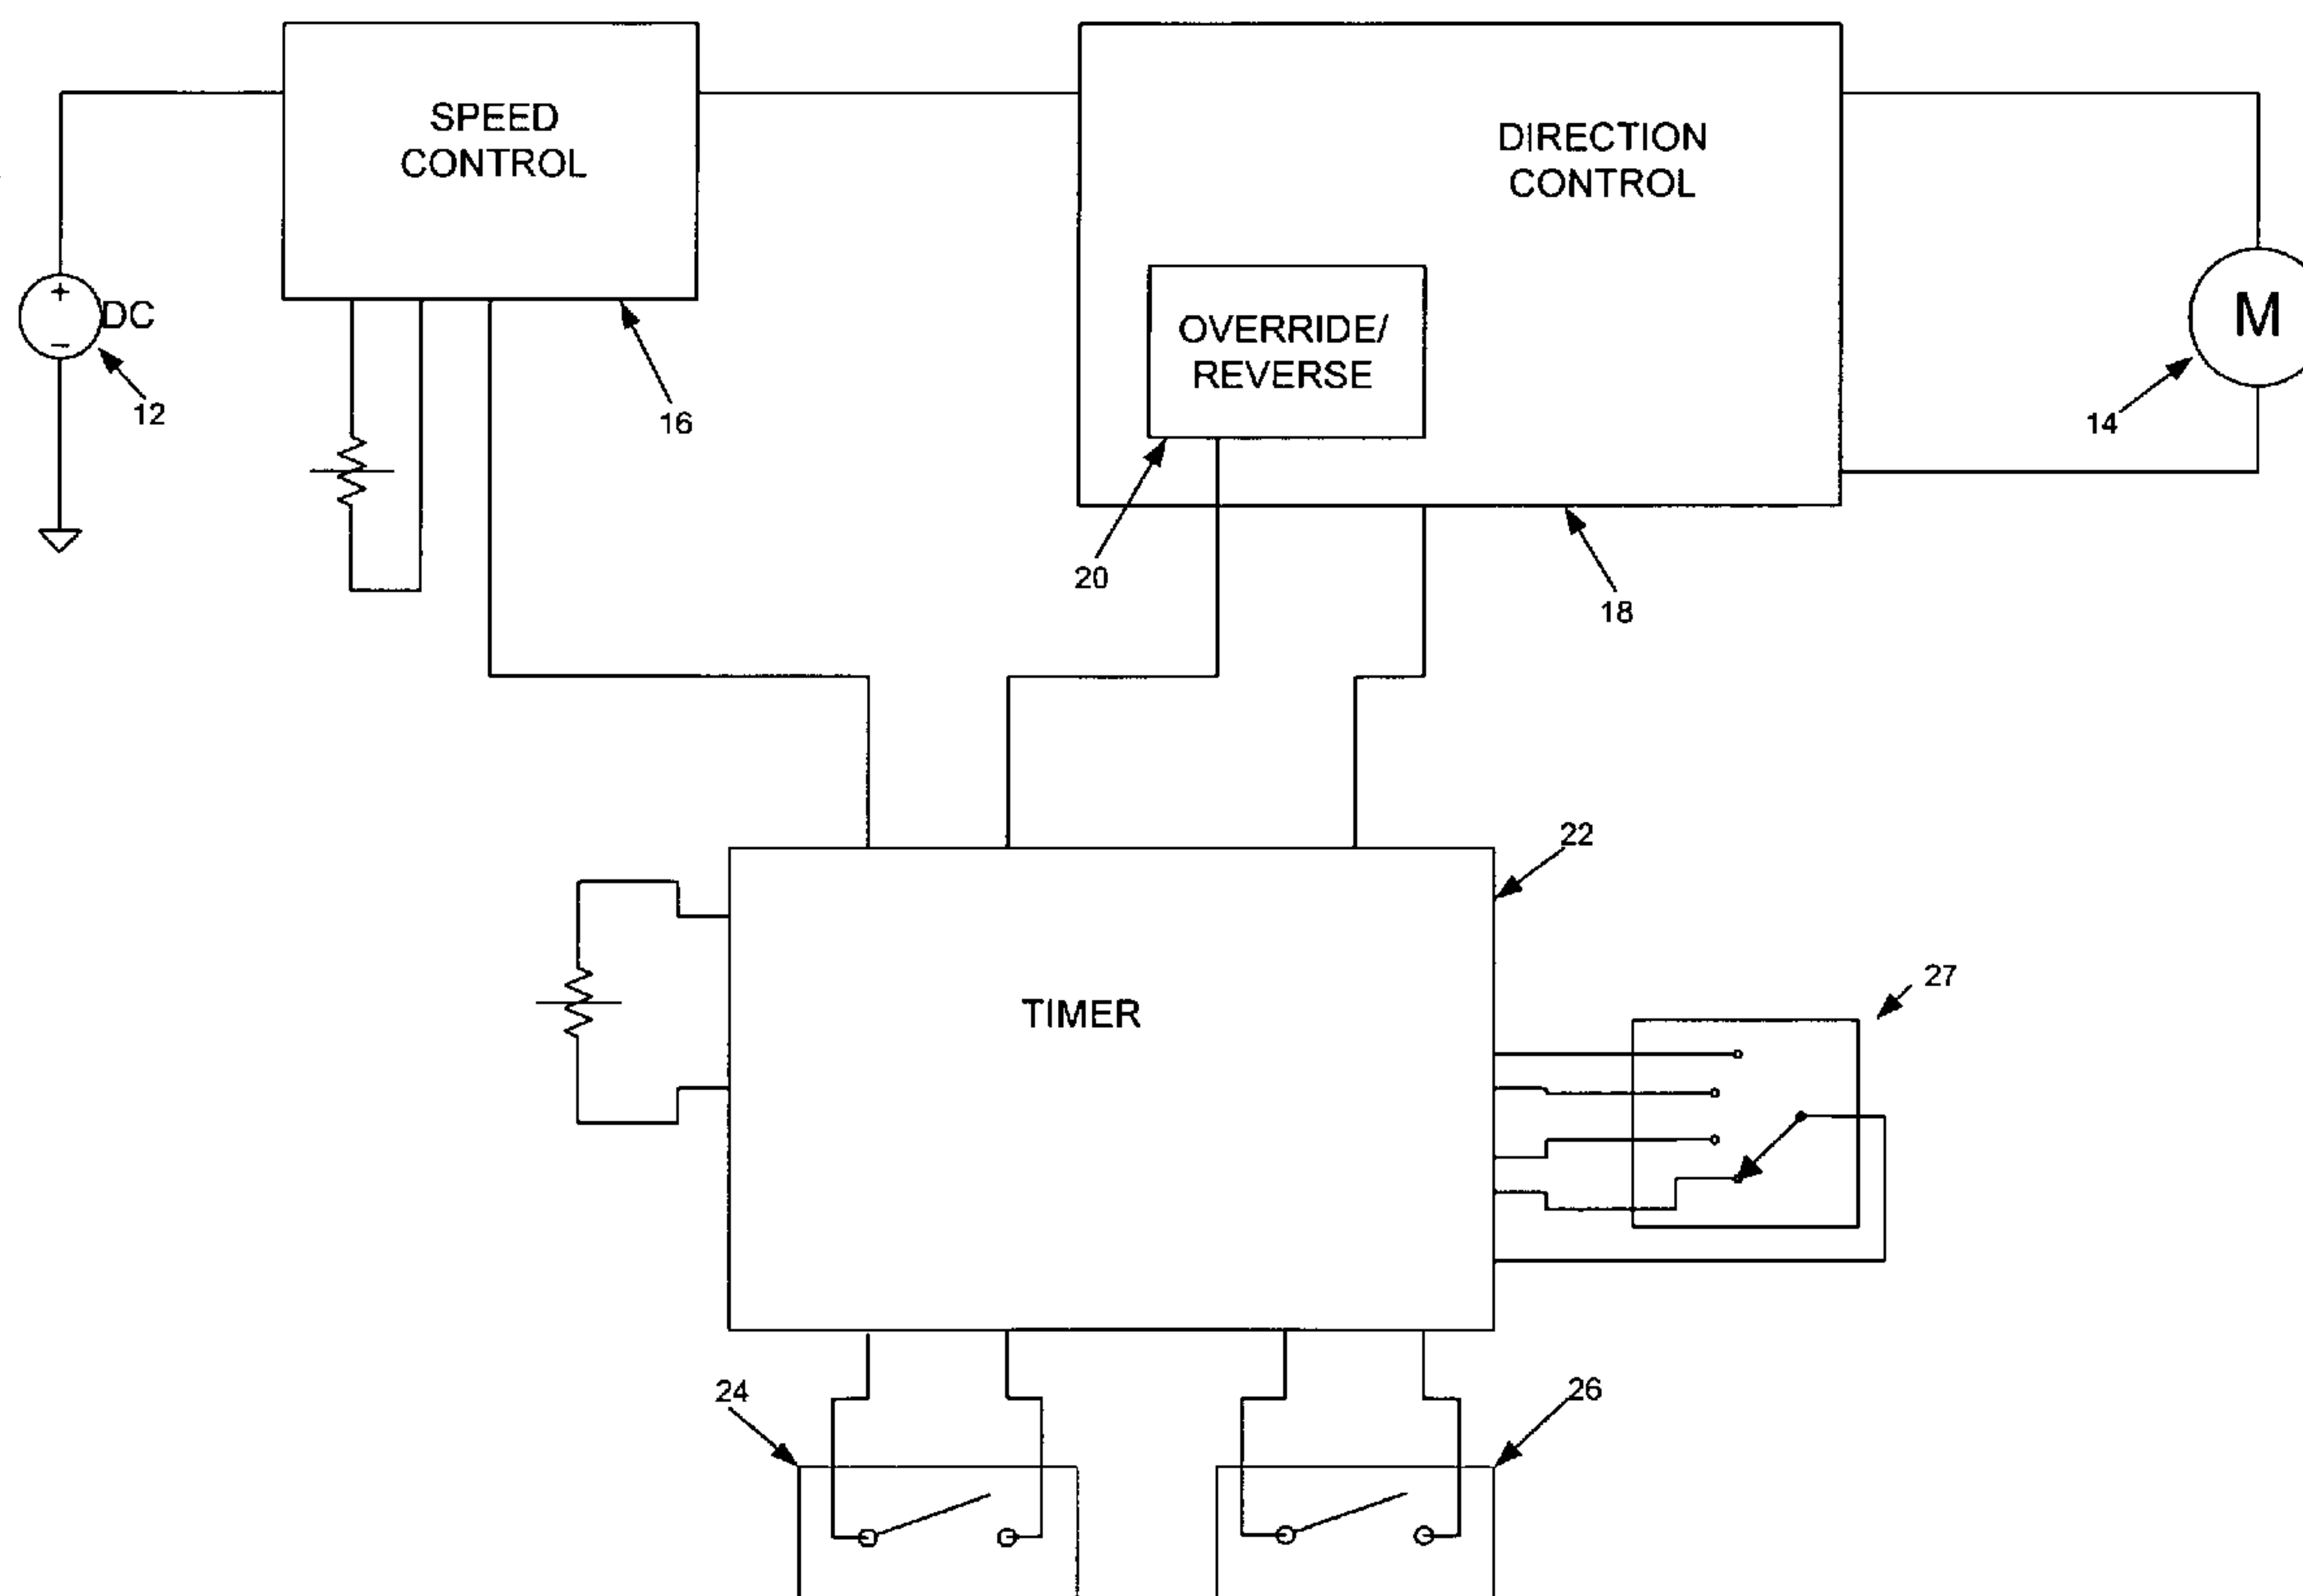 SPEED
CONTROL
DIRECTION
CONTROL
+
DC
−
OVERRIDE/
REVERSE
M
12
16
14
20
18
22
TIMER
27
24
26